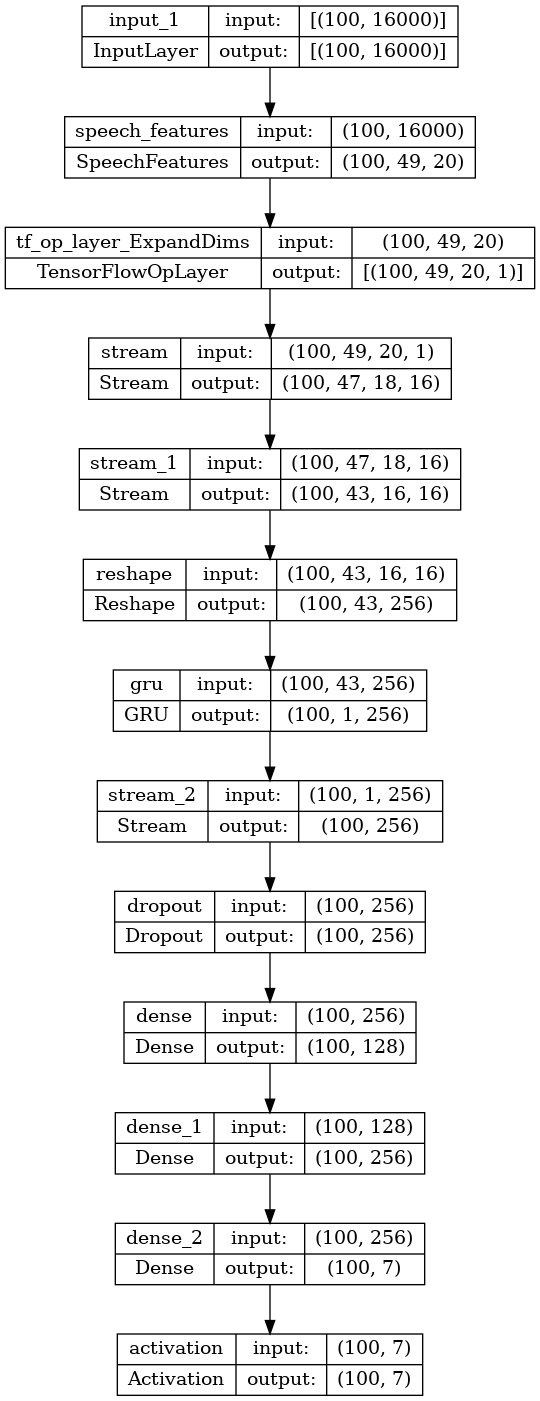 input_1 input: [(100, 16000)]
InputLayer output: [(100, 16000)]
speech_features input: (100, 16000)
SpeechFeatures output: (100, 49, 20)
tf_op_layer_ExpandDims input: (100, 49, 20)
TensorFlowOpLayer output: [(100, 49, 20, 1)]
stream input: (100, 49, 20, 1)
Stream output: (100, 47, 18, 16)
stream_1 input: (100, 47, 18, 16)
Stream output: (100, 43, 16, 16)
reshape input: (100, 43, 16, 16)
Reshape output: (100, 43, 256)
gru input: (100, 43, 256)
GRU output: (100, 1, 256)
stream_2 input: (100, 1, 256)
Stream output: (100, 256)
dropout input: (100, 256)
Dropout output: (100, 256)
dense input: (100, 256)
Dense output: (100, 128)
dense_1 input: (100, 128)
Dense output: (100, 256)
dense_2 input: (100, 256)
Dense output: (100, 7)
activation input: (100, 7)
Activation output: (100, 7)